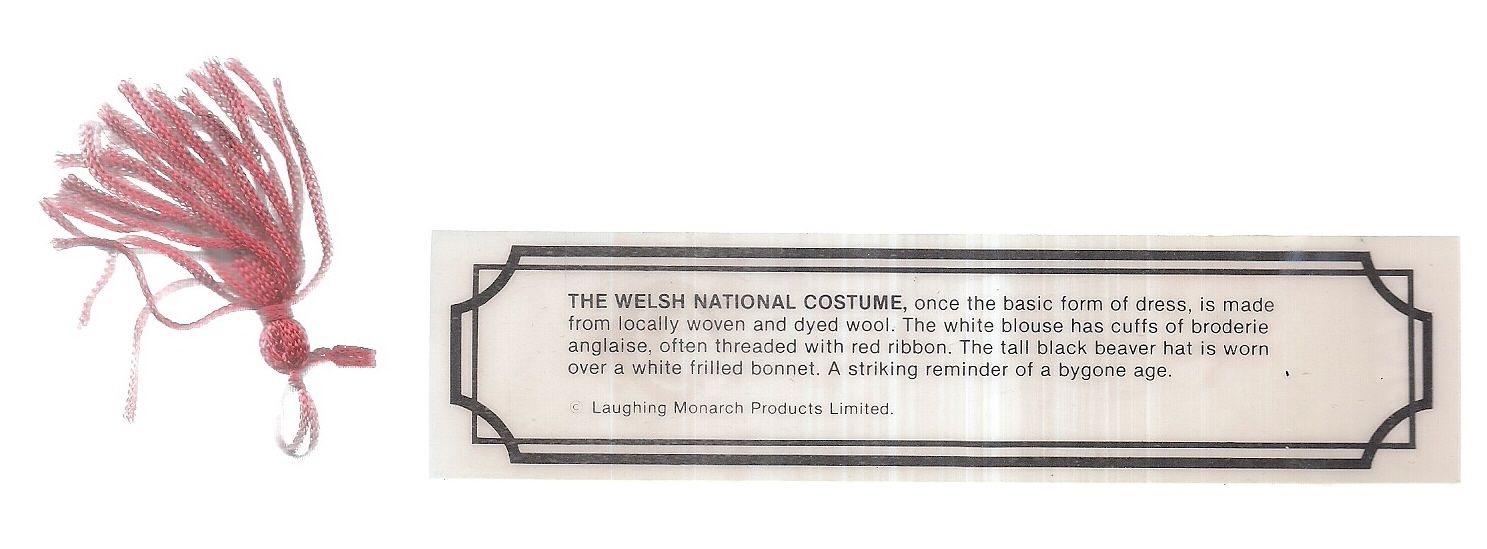 THE WELSH NATIONAL COSTUME, once the basic form of dress, is made
from locally woven and dyed wool. The white blouse has cuffs of broderie
anglaise, often threaded with red ribbon. The tall black beaver hat is worn
over a white frilled bonnet. A striking reminder of a bygone age.
© Laughing Monarch Products Limited.